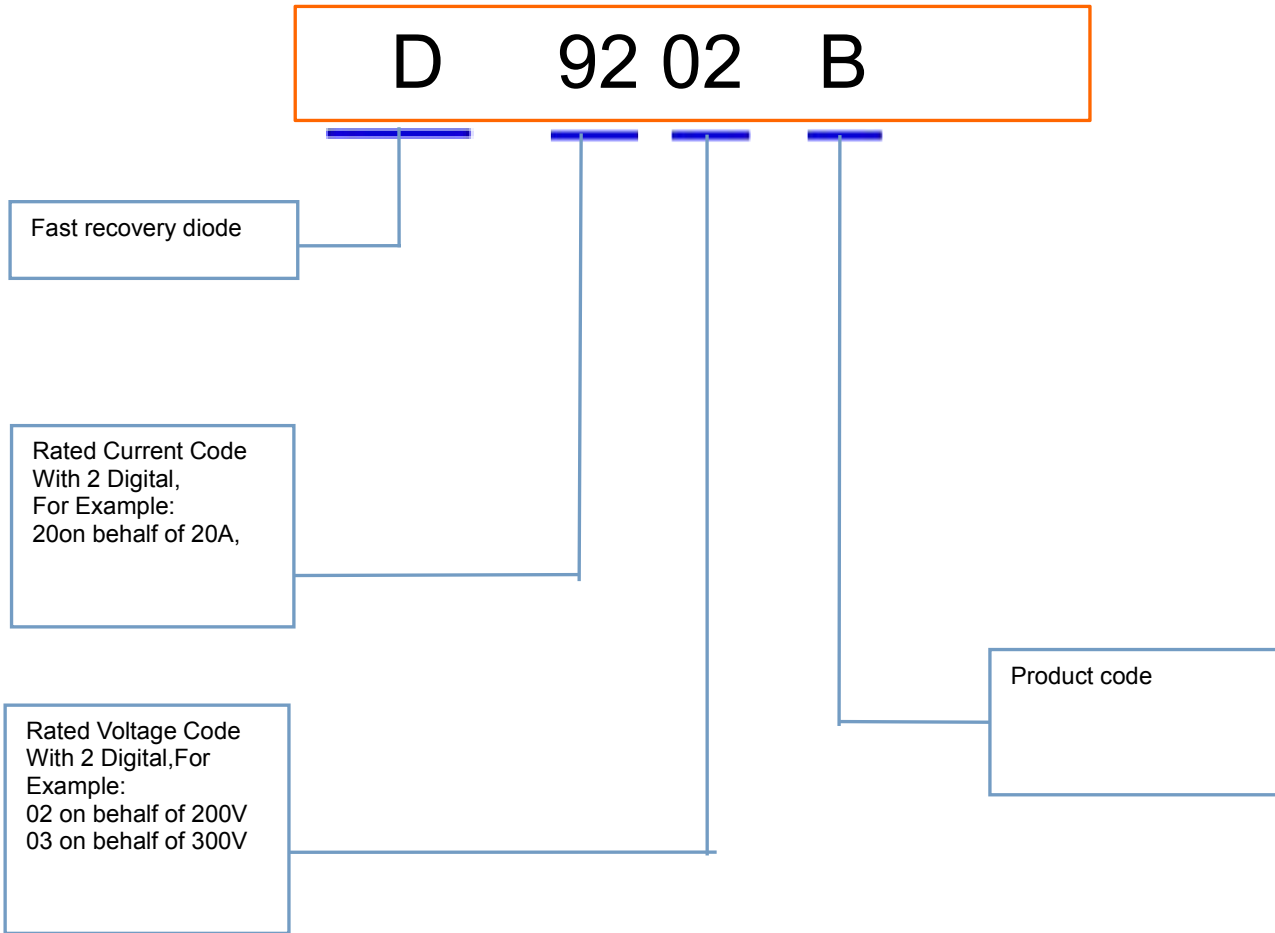 D 92 02 B
Fast recovery diode
Rated Current Code
With 2 Digital,
For Example:
20on behalf of 20A,
Rated Voltage Code
With 2 Digital,For
Example:
02 on behalf of 200V
03 on behalf of 300V
Product code